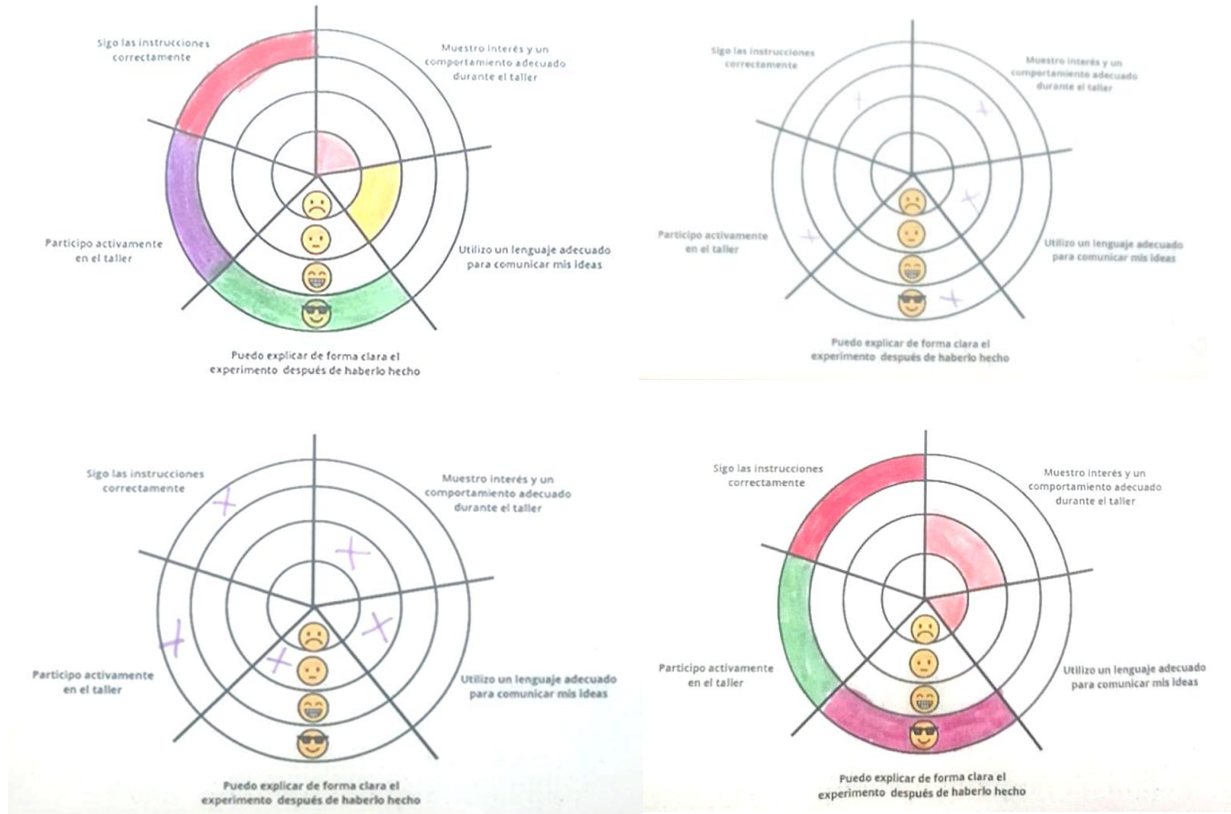 Sigo las instrucciones
correctamente
Muestro interés y un
comportamiento adecuado
durante el taller
Participo activamente
en el taller
Utilizo un lenguaje adecuado
para comunicar mis ideas
Puedo explicar de forma clara el
experimento después de haberlo hecho
Sigo las instrucciones
correctamente
Muestro interés y un
comportamiento adecuado
durante el taller
Participo activamente
en el taller
Utilizo un lenguaje adecuado
para comunicar mis ideas
Puedo explicar de forma clara el
experimento después de haberlo hecho
Sigo las instrucciones
correctamente
Muestro interés y un
comportamiento adecuado
durante el taller
Participo activamente
en el taller
Utilizo un lenguaje adecuado
para comunicar mis ideas
Puedo explicar de forma clara el
experimento después de haberlo hecho
Sigo las instrucciones
correctamente
Muestro interés y un
comportamiento adecuado
durante el taller
Participo activamente
en el taller
Utilizo un lenguaje adecuado
para comunicar mis ideas
Puedo explicar de forma clara el
experimento después de haberlo hecho